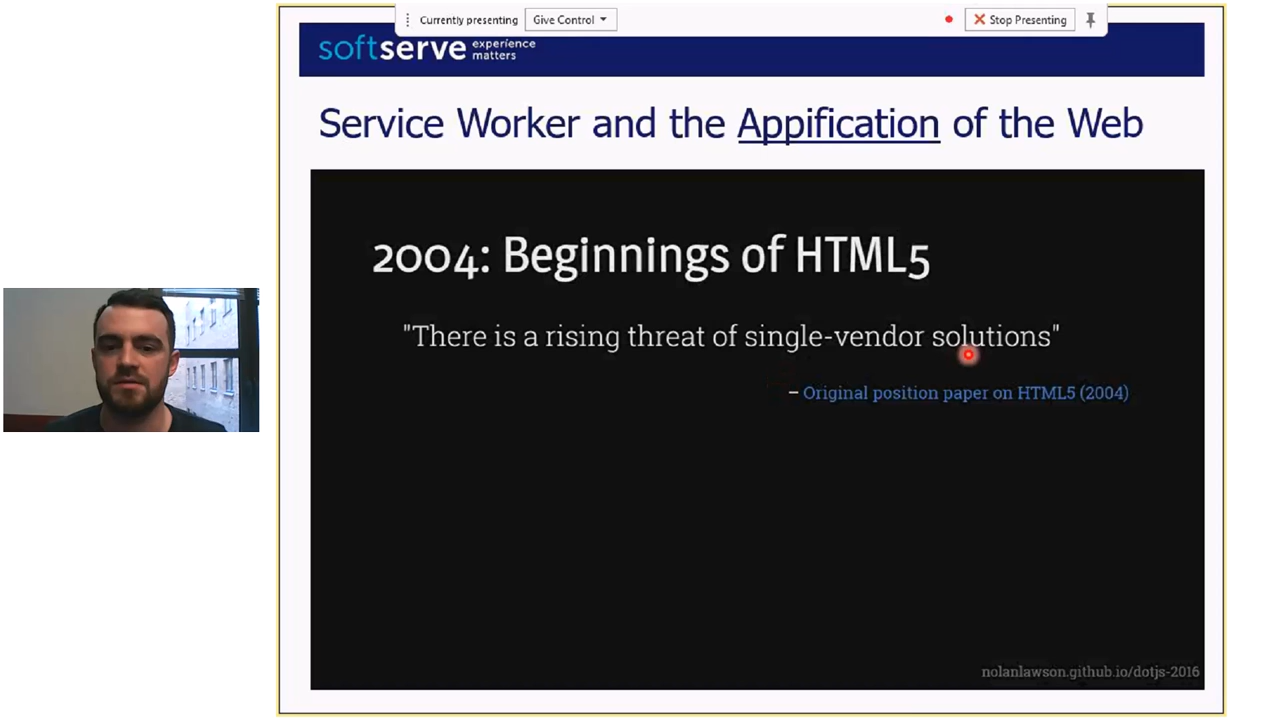 Currently presenting Give Control Stop Presenting
softserve experience matters
Service Worker and the Appification of the Web
2004: Beginnings of HTML5
"There is a rising threat of single-vendor solutions"
– Original position paper on HTML5 (2004)
nolanlawson.github.io/dotjs-2016